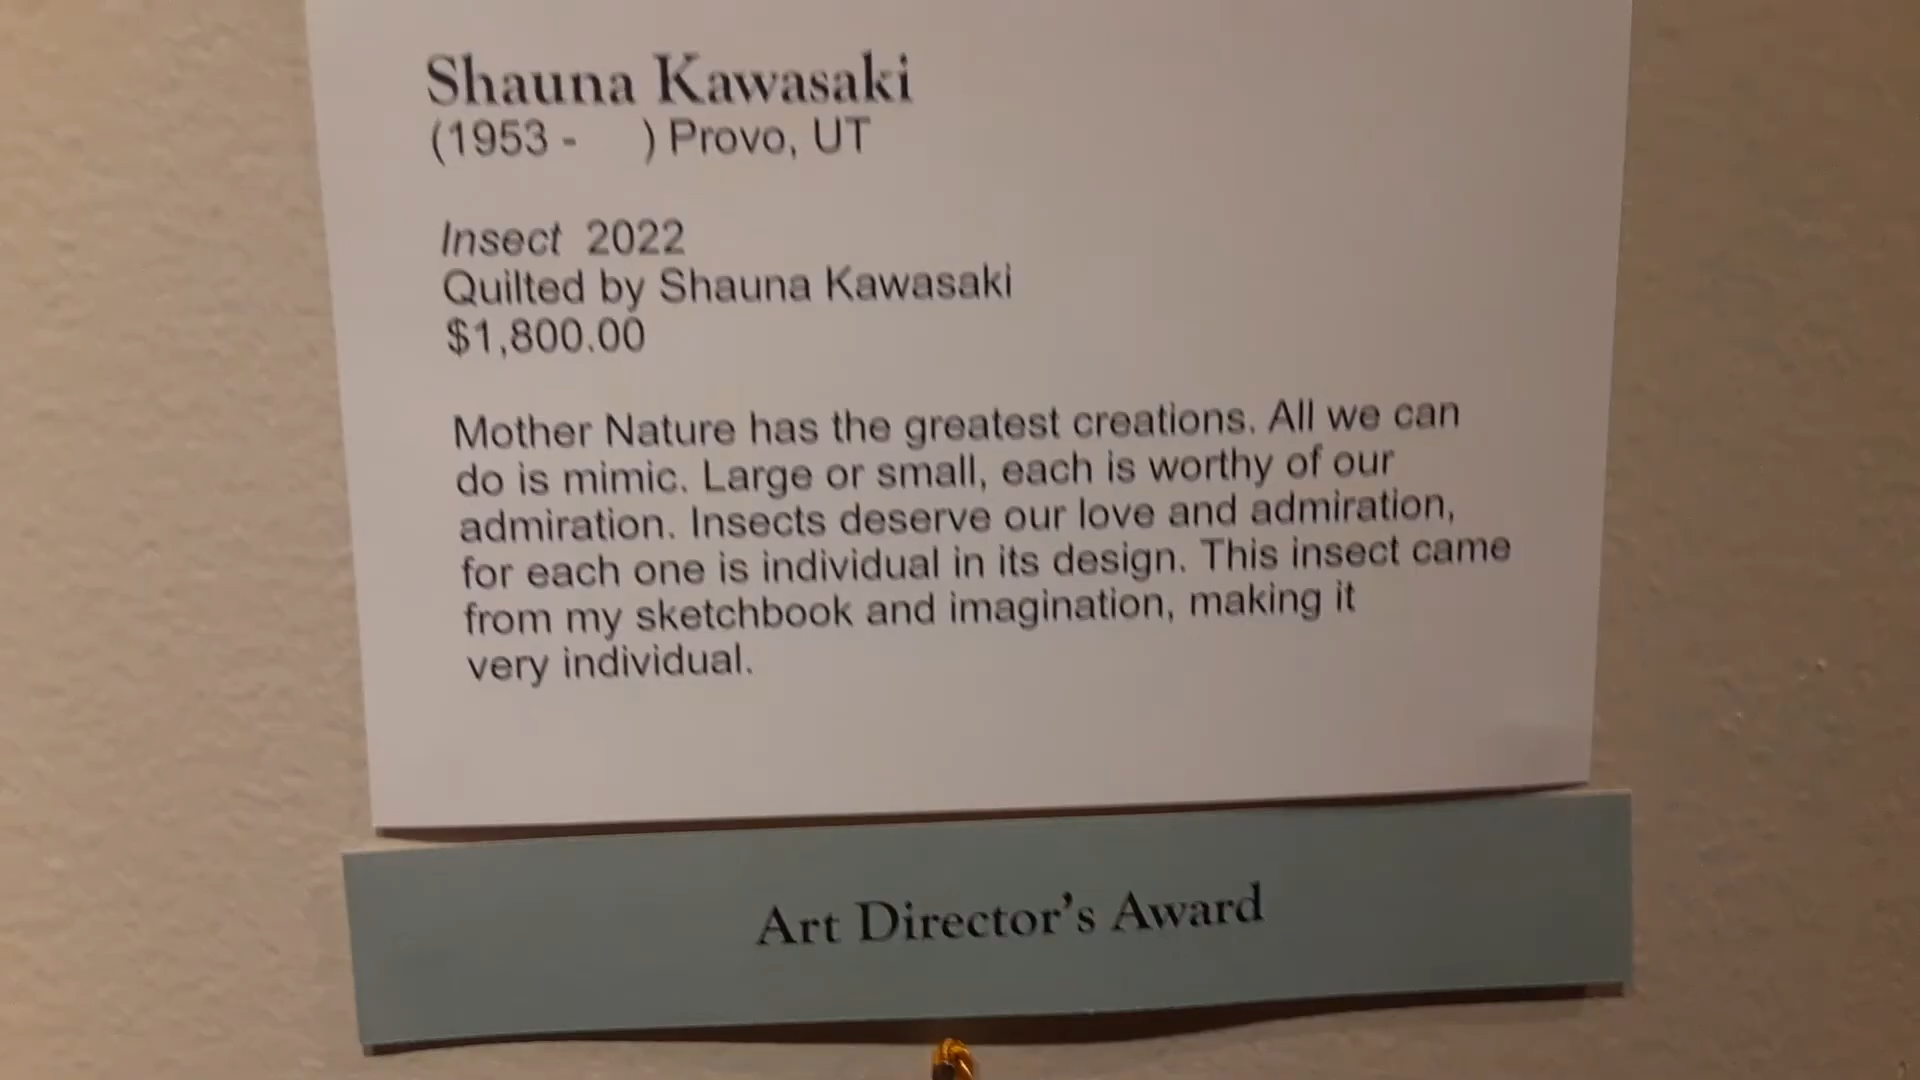 Shauna Kawasaki
(1953 - ) Provo, UT
Insect 2022
Quilted by Shauna Kawasaki
$1,800.00
Mother Nature has the greatest creations. All we can
do is mimic. Large or small, each is worthy of our
admiration. Insects deserve our love and admiration,
for each one is individual in its design. This insect came
from my sketchbook and imagination, making it
very individual.
Art Director's Award